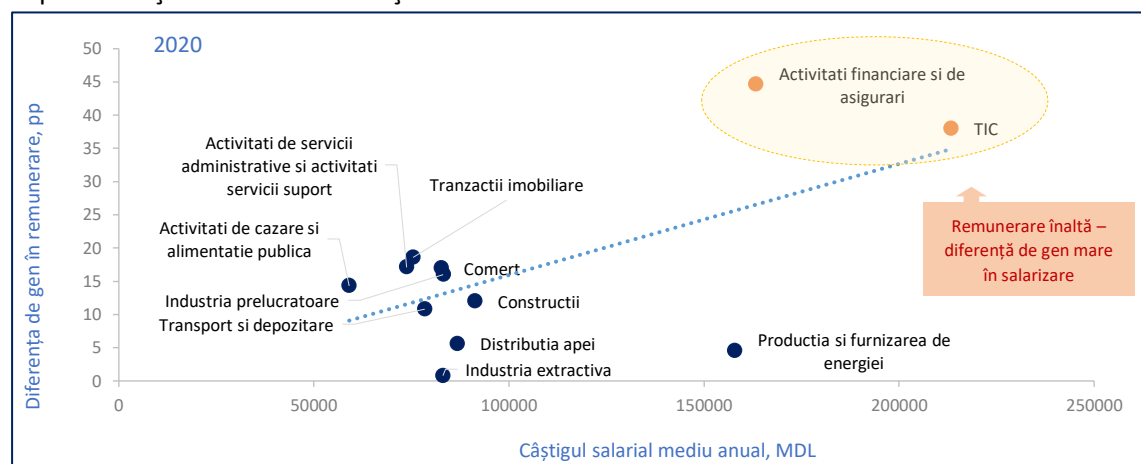 2020
Diferența de gen în remunerare, pp
50
45
40
35
30
25
20
15
10
5
0
Activitati financiare si de
asigurari
TIC
Activitati de servicii
administrative si activitati
servicii suport
Tranzactii imobiliare
Activitati de cazare si
alimentatie publica
Comert
Industria prelucratoare
Constructii
Transport si depozitare
Distributia apei
Industria extractiva
Productia si furnizarea de
energiei
Remunerare înaltă –
diferență de gen mare
în salarizare
0
50000
100000
150000
200000
250000
Câștigul salarial mediu anual, MDL